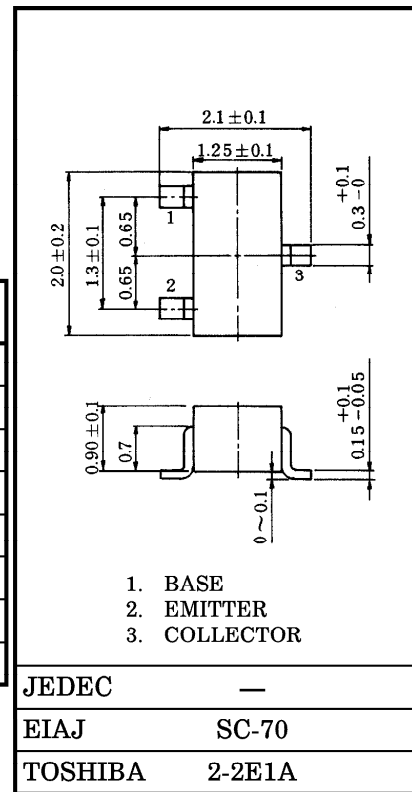 2.1±0.1
1.25±0.1
+0.1
0.3 -0
2.0±0.2
1.3±0.1
0.65
0.65
1
2
3
0.90±0.1
0.7
0~0.1
+0.1
0.15-0.05
1. BASE
2. EMITTER
3. COLLECTOR
JEDEC —
EIAJ SC-70
TOSHIBA 2-2E1A